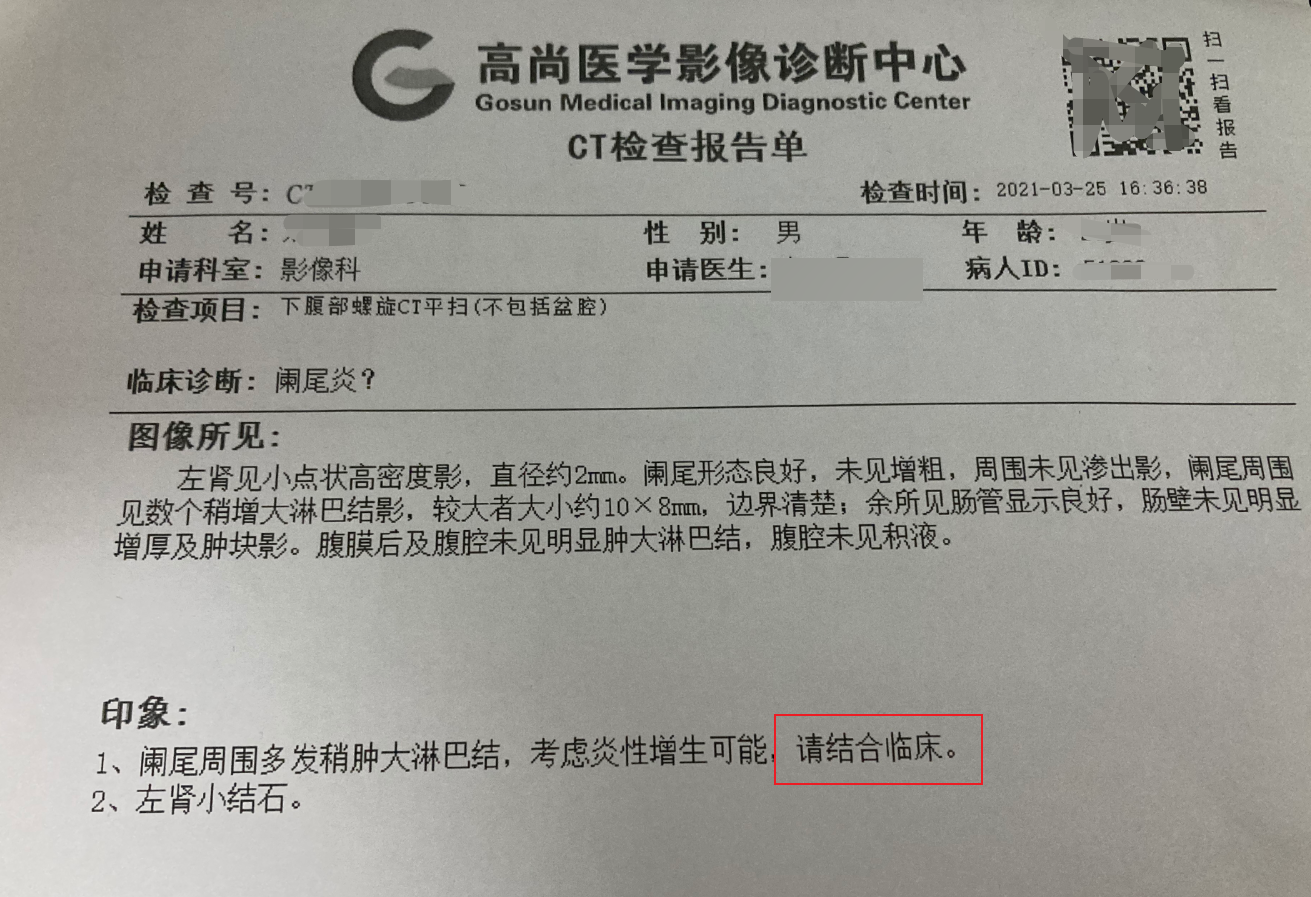 高尚医学影像诊断中心
Gosun Medical Imaging Diagnostic Center
CT检查报告单
扫一扫看报告
检 查 号: 检查时间: 2021-03-25 16:36:38
姓 名: 性 别: 男 年 龄:
申请科室: 影像科 申请医生: 病人ID:
检查项目: 下腹部螺旋CT平扫(不包括盆腔)
临床诊断: 阑尾炎?
图像所见:
左肾见小点状高密度影，直径约2mm。阑尾形态良好，未见增粗，周围未见渗出影，阑尾周围
见数个稍增大淋巴结影，较大者大小约10×8mm，边界清楚；余所见肠管显示良好，肠壁未见明显
增厚及肿块影。腹膜后及腹腔未见明显肿大淋巴结，腹腔未见积液。
印象:
1、阑尾周围多发稍肿大淋巴结，考虑炎性增生可能，请结合临床。
2、左肾小结石。